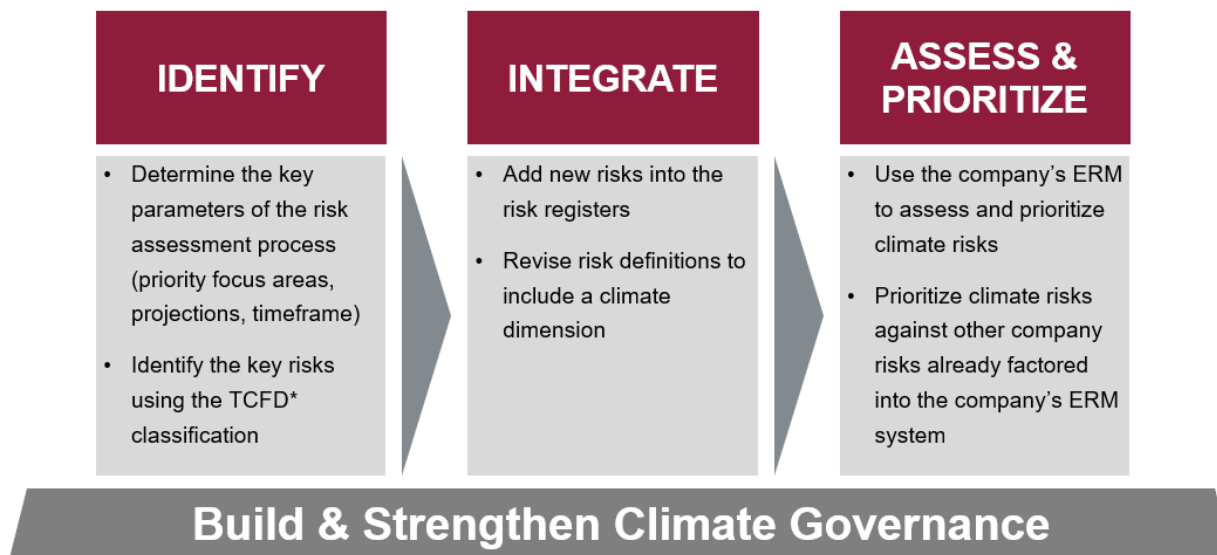 IDENTIFY
• Determine the key
parameters of the risk
assessment process
(priority focus areas,
projections, timeframe)
• Identify the key risks
using the TCFD*
classification
INTEGRATE
• Add new risks into the
risk registers
• Revise risk definitions to
include a climate
dimension
ASSESS &
PRIORITIZE
• Use the company’s ERM
to assess and prioritize
climate risks
• Prioritize climate risks
against other company
risks already factored
into the company’s ERM
system
Build & Strengthen Climate Governance